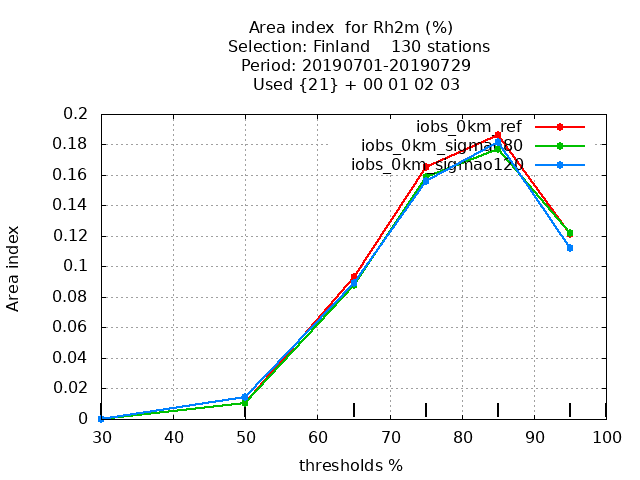 Area index  for Rh2m (%)
Selection: Finland    130 stations
Period: 20190701-20190729
Used {21} + 00 01 02 03
iobs_0km_ref
iobs_0km_sigmao80
iobs_0km_sigmao120
0.2
0.18
0.16
0.14
0.12
0.1
0.08
0.06
0.04
0.02
0
Area index
30 40 50 60 70 80 90 100
thresholds %